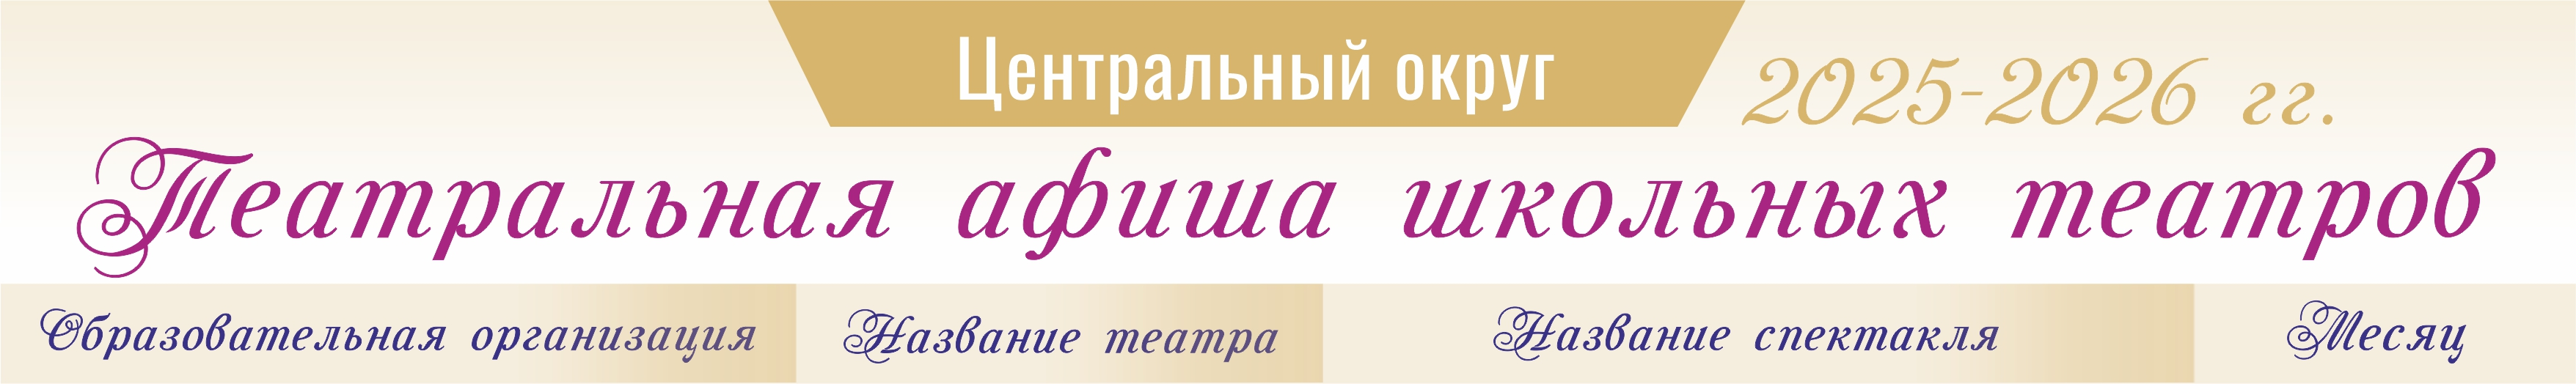 Центральный округ
2025-2026 гг.
Театральная афиша школьных театров
Образовательная организация
Название театра
Название спектакля
Месяц